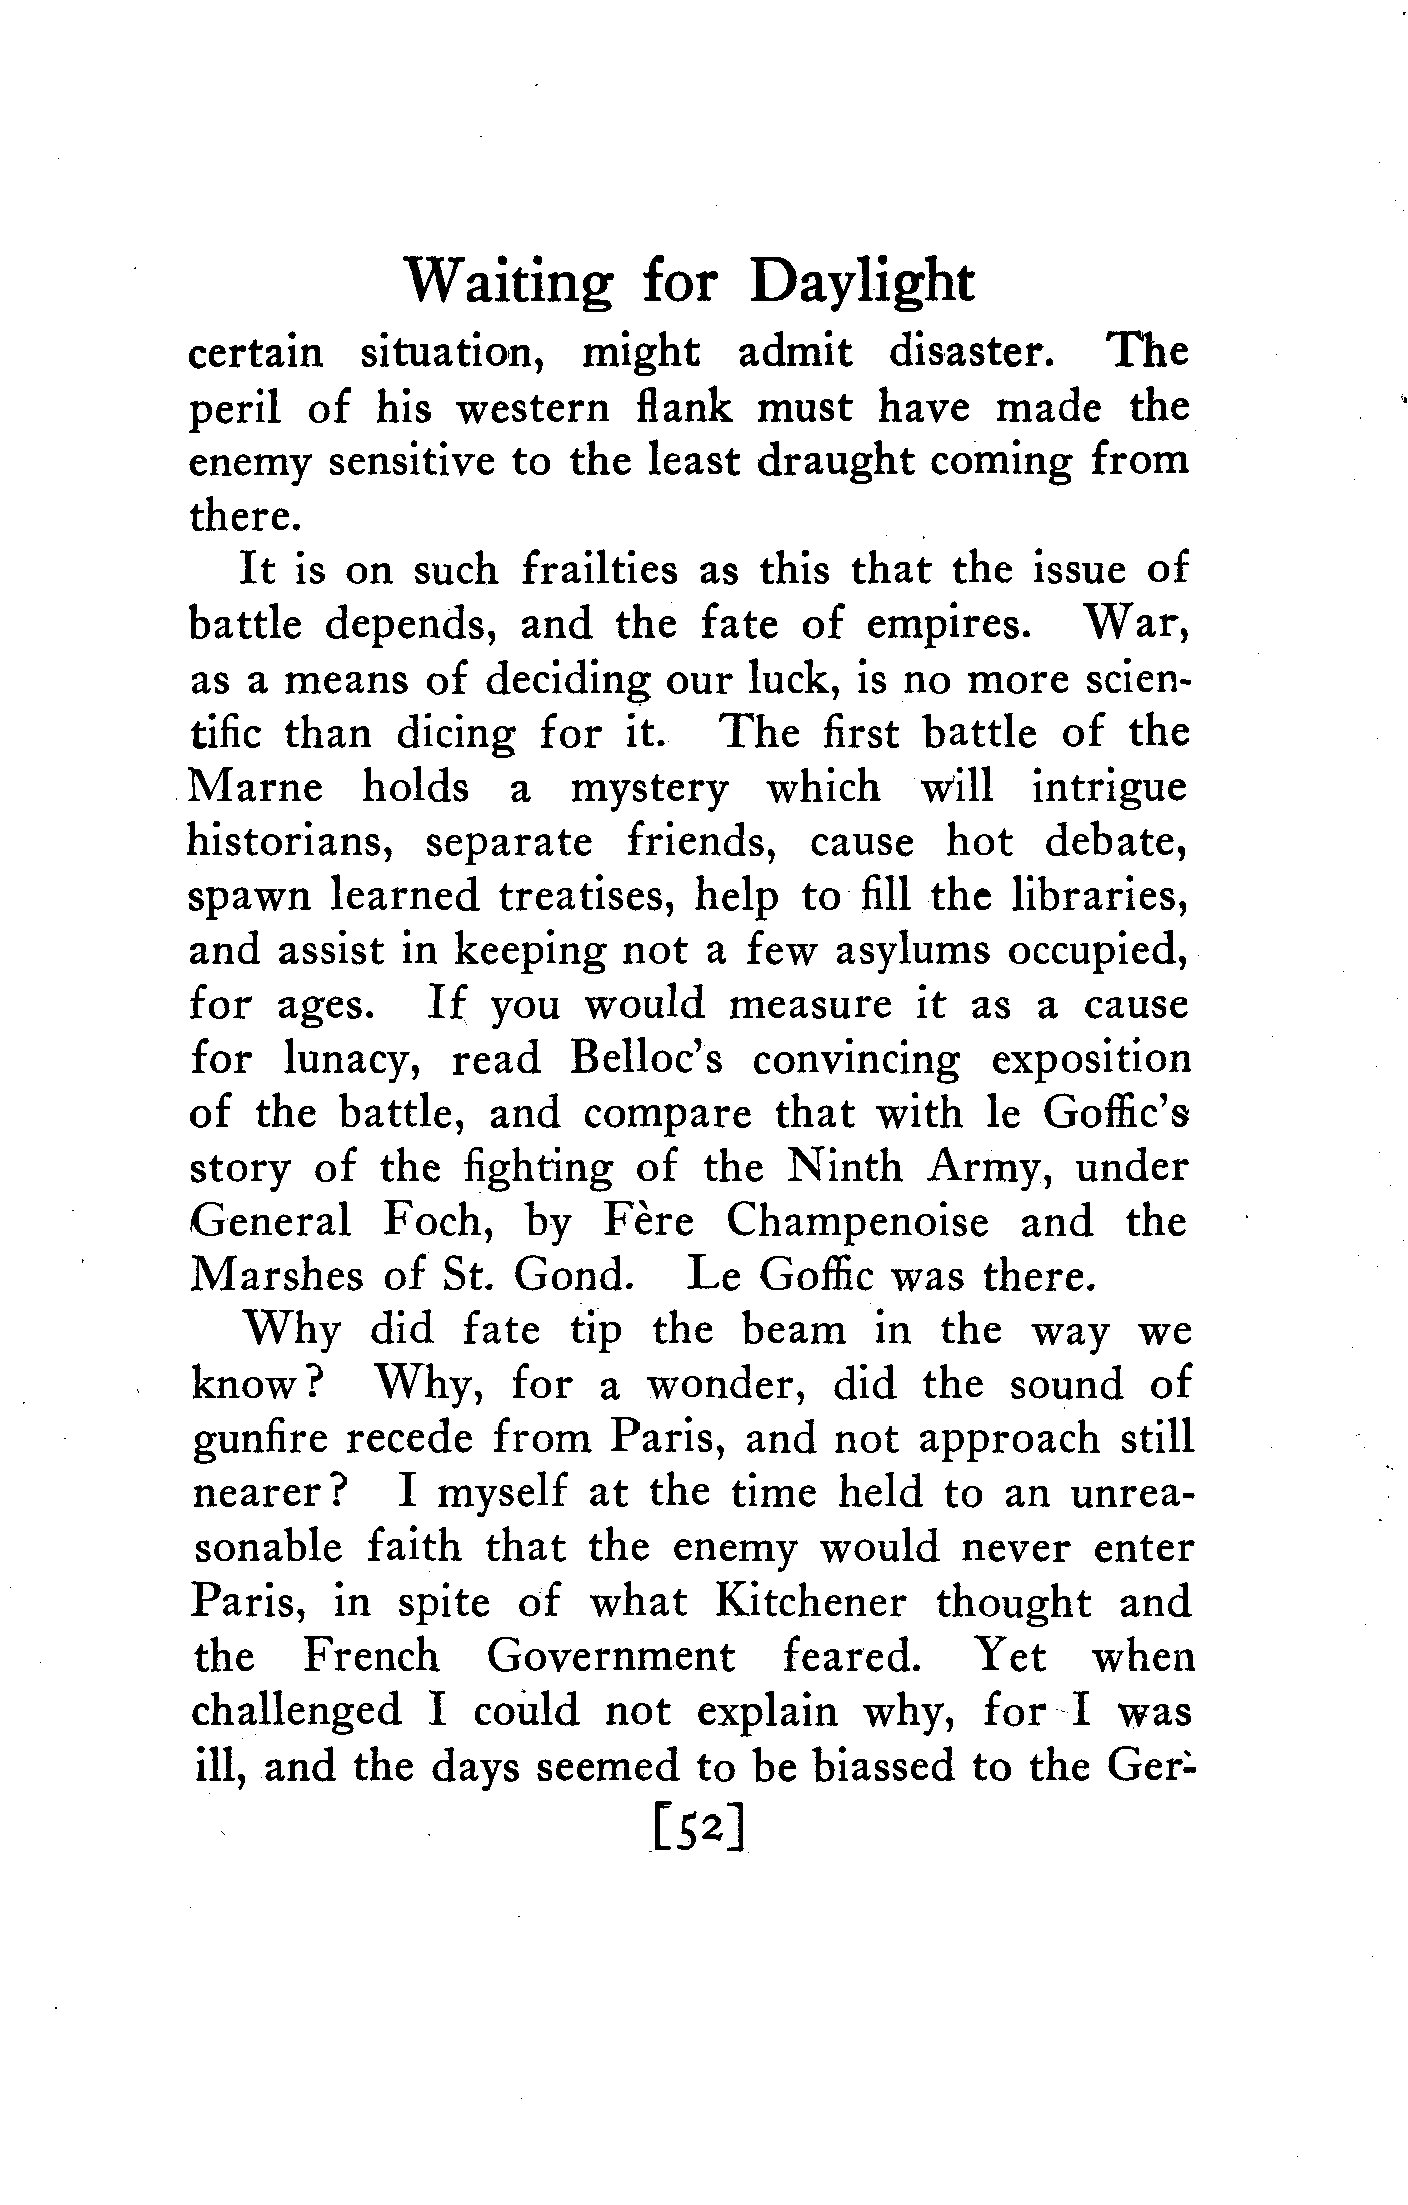 Waiting for Daylight
certain situation, might admit disaster. The
peril of his western flank must have made the
enemy sensitive to the least draught coming from
there.
It is on such frailties as this that the issue of
battle depends, and the fate of empires. War,
as a means of deciding our luck, is no more scien-
tific than dicing for it. The first battle of the
Marne holds a mystery which will intrigue
historians, separate friends, cause hot debate,
spawn learned treatises, help to fill the libraries,
and assist in keeping not a few asylums occupied,
for ages. If you would measure it as a cause
for lunacy, read Belloc's convincing exposition
of the battle, and compare that with le Goffic's
story of the fighting of the Ninth Army, under
General Foch, by Fère Champenoise and the
Marshes of St. Gond. Le Goffic was there.
Why did fate tip the beam in the way we
know? Why, for a wonder, did the sound of
gunfire recede from Paris, and not approach still
nearer? I myself at the time held to an unrea-
sonable faith that the enemy would never enter
Paris, in spite of what Kitchener thought and
the French Government feared. Yet when
challenged I could not explain why, for I was
ill, and the days seemed to be biassed to the Ger-
[52]